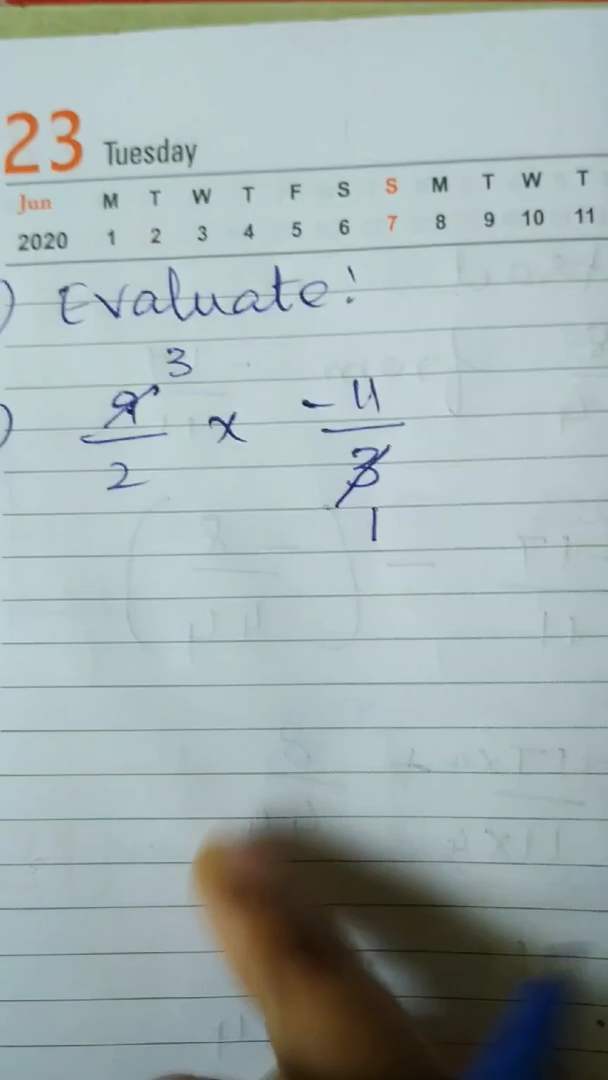 23 Tuesday
Jun M T W T F S S M T W T
2020 1 2 3 4 5 6 7 8 9 10 11
) Evaluate!
3
) 9/2 x -4/3
1